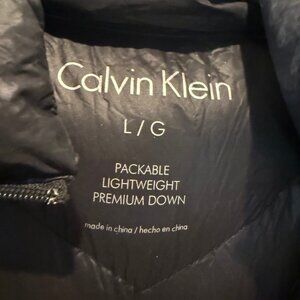 Calvin Klein
L / G
PACKABLE
LIGHTWEIGHT
PREMIUM DOWN
made in china / hecho en china